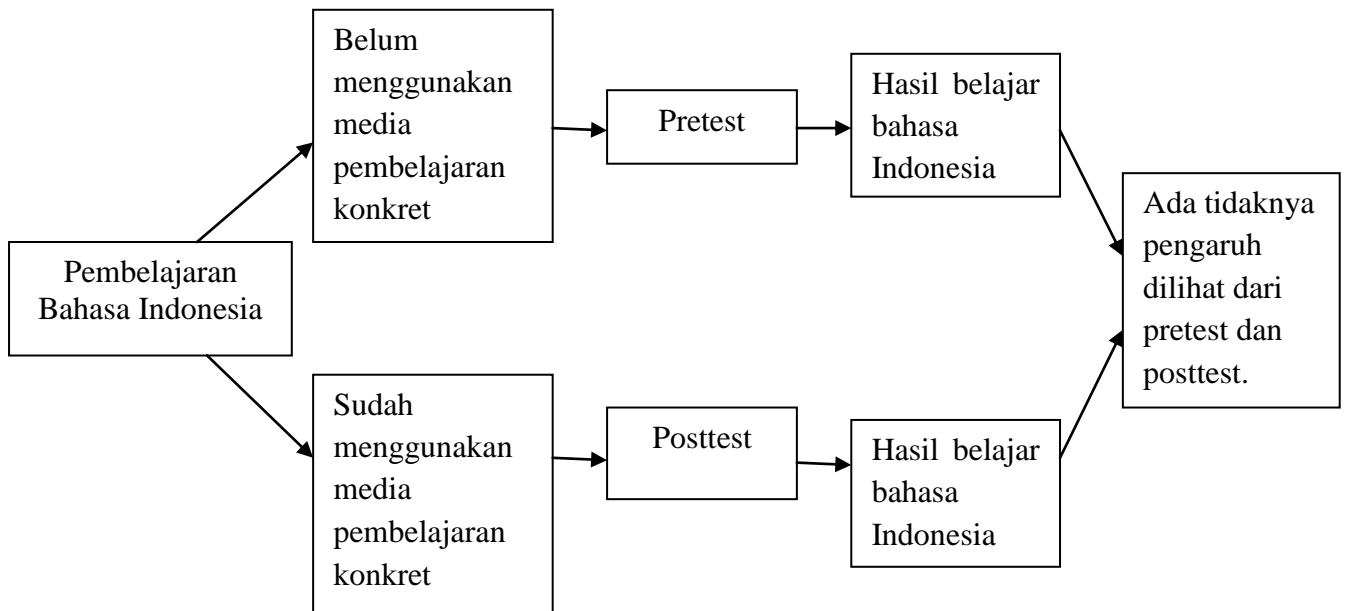 Belum
menggunakan
media
pembelajaran
konkret
Pretest
Hasil belajar
bahasa
Indonesia
Pembelajaran
Bahasa Indonesia
Ada tidaknya
pengaruh
dilihat dari
pretest dan
posttest.
Sudah
menggunakan
media
pembelajaran
konkret
Posttest
Hasil belajar
bahasa
Indonesia